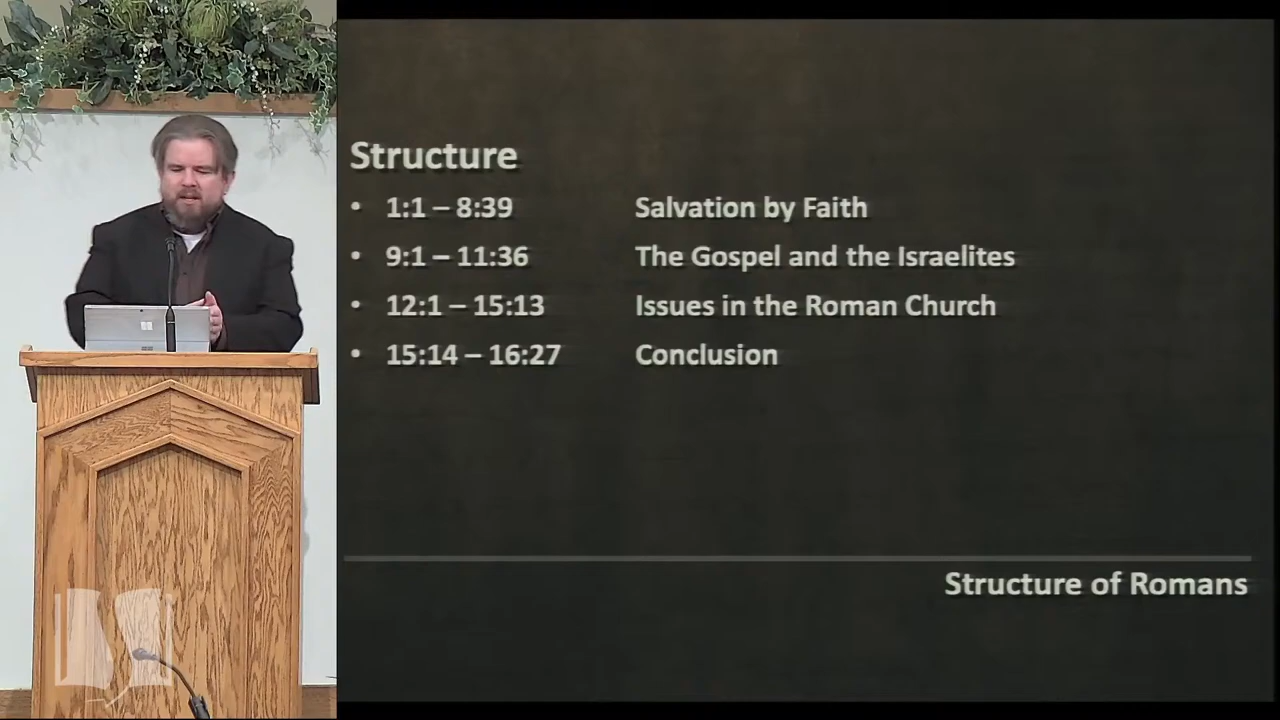 Structure
• 1:1 – 8:39 Salvation by Faith
• 9:1 – 11:36 The Gospel and the Israelites
• 12:1 – 15:13 Issues in the Roman Church
• 15:14 – 16:27 Conclusion
Structure of Romans